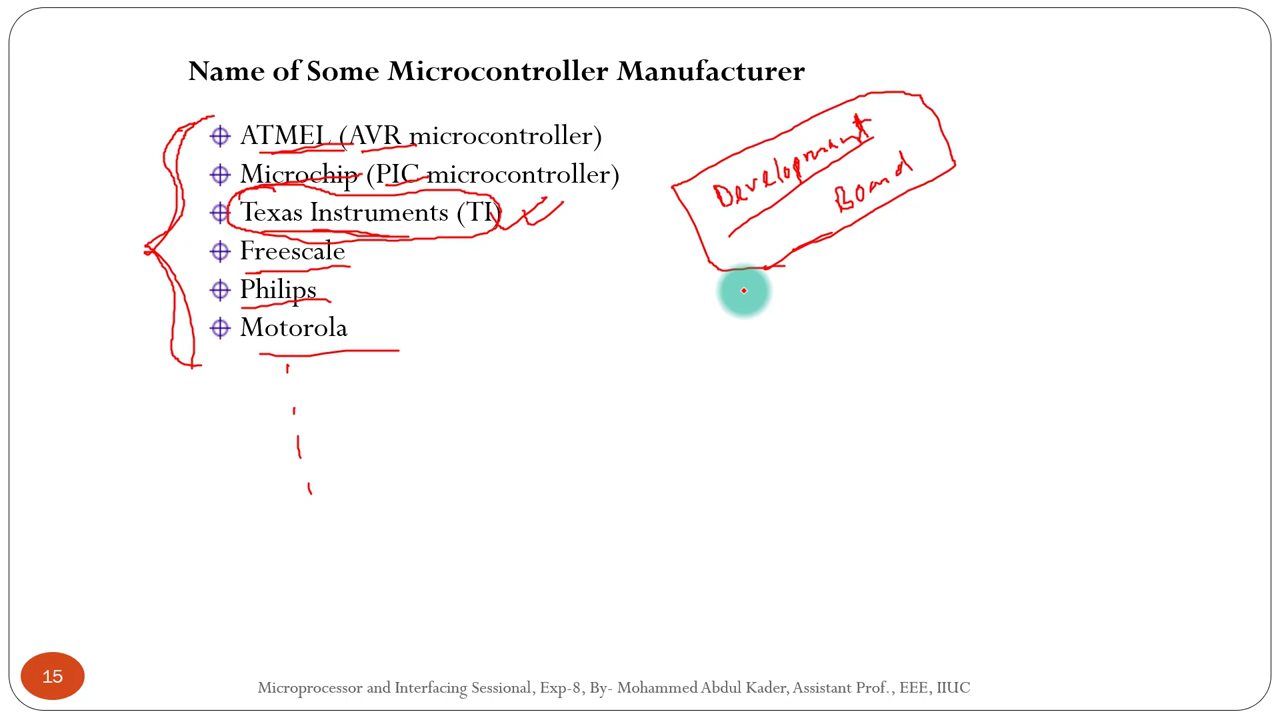 Name of Some Microcontroller Manufacturer
ATMEL (AVR microcontroller)
Microchip (PIC microcontroller)
Texas Instruments (TI)
Freescale
Philips
Motorola
Development
Board
15
Microprocessor and Interfacing Sessional, Exp-8, By- Mohammed Abdul Kader, Assistant Prof., EEE, IIUC